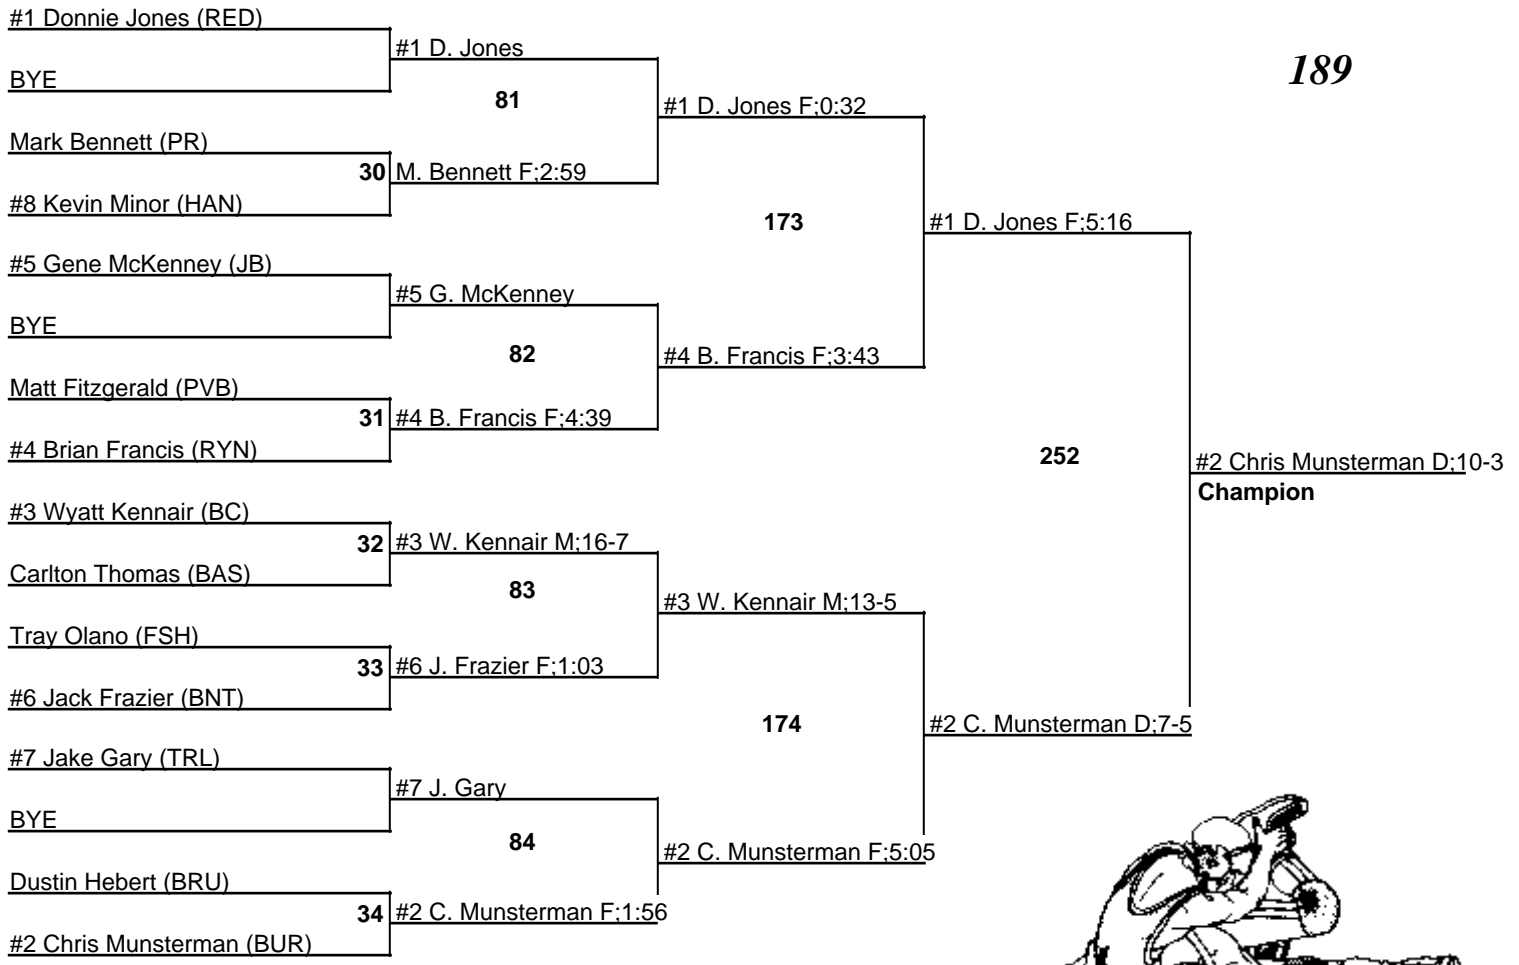 #1 Donnie Jones (RED)
#1 D. Jones
189
BYE
81
#1 D. Jones F;0:32
Mark Bennett (PR)
30 M. Bennett F;2:59
#8 Kevin Minor (HAN)
173
#1 D. Jones F;5:16
#5 Gene McKenney (JB)
#5 G. McKenney
BYE
82
#4 B. Francis F;3:43
Matt Fitzgerald (PVB)
31 #4 B. Francis F;4:39
#4 Brian Francis (RYN)
252
#2 Chris Munsterman D;10-3
Champion
#3 Wyatt Kennair (BC)
32 #3 W. Kennair M;16-7
Carlton Thomas (BAS)
83
#3 W. Kennair M;13-5
Tray Olano (FSH)
33 #6 J. Frazier F;1:03
#6 Jack Frazier (BNT)
174
#2 C. Munsterman D;7-5
#7 Jake Gary (TRL)
#7 J. Gary
BYE
84
#2 C. Munsterman F;5:05
Dustin Hebert (BRU)
34 #2 C. Munsterman F;1:56
#2 Chris Munsterman (BUR)